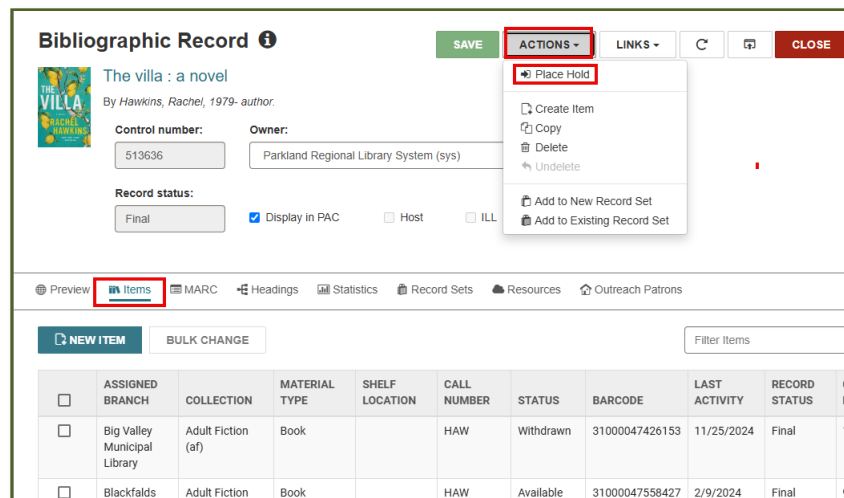 Bibliographic Record
SAVE
ACTIONS
LINKS
CLOSE
THE
VILLA
RACHEL
HAWKINS
The villa : a novel
By Hawkins, Rachel, 1979- author.
Control number: Owner:
513636 Parkland Regional Library System (sys)
Record status:
Final Display in PAC Host ILL
Place Hold
Create Item
Copy
Delete
Undelete
Add to New Record Set
Add to Existing Record Set
Preview Items MARC Headings Statistics Record Sets Resources Outreach Patrons
NEW ITEM BULK CHANGE Filter Items
ASSIGNED BRANCH COLLECTION MATERIAL TYPE SHELF LOCATION CALL NUMBER STATUS BARCODE LAST ACTIVITY RECORD STATUS
Big Valley Municipal Library Adult Fiction (af) Book HAW Withdrawn 31000047426153 11/25/2024 Final
Blackfalds Adult Fiction Book HAW Available 31000047558427 2/9/2024 Final